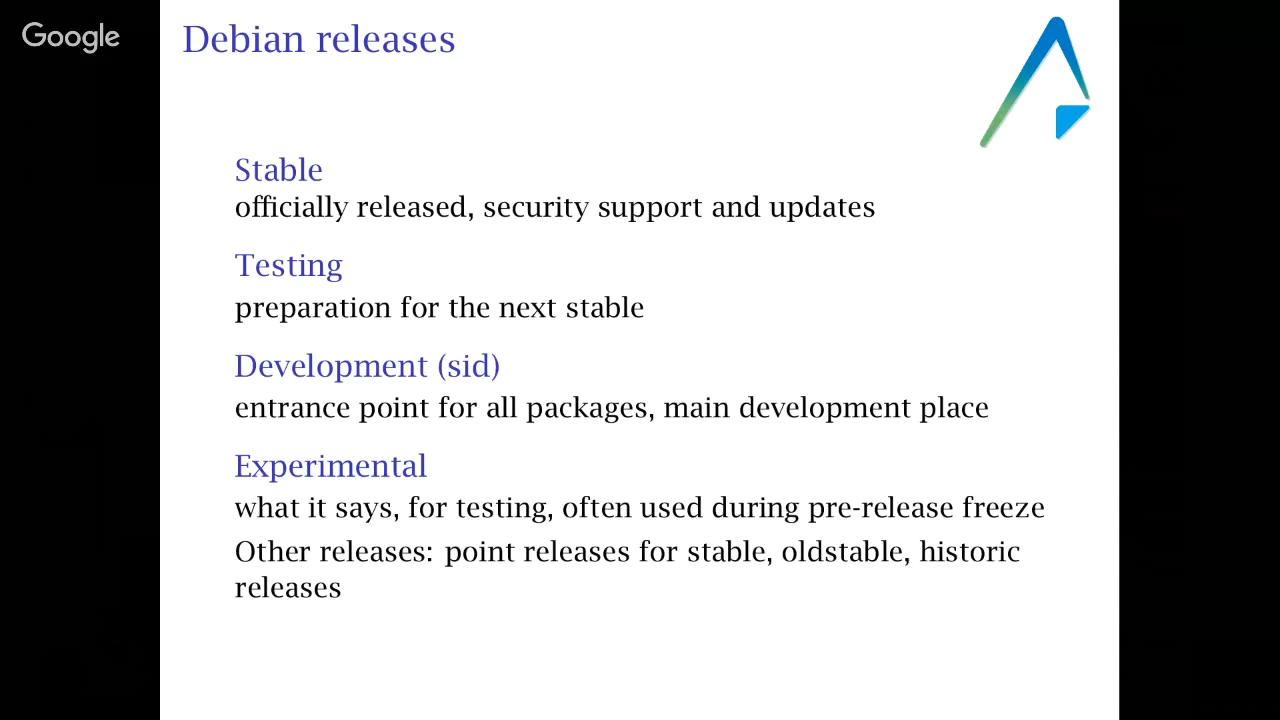 Google
Debian releases
Stable
officially released, security support and updates
Testing
preparation for the next stable
Development (sid)
entrance point for all packages, main development place
Experimental
what it says, for testing, often used during pre-release freeze
Other releases: point releases for stable, oldstable, historic
releases